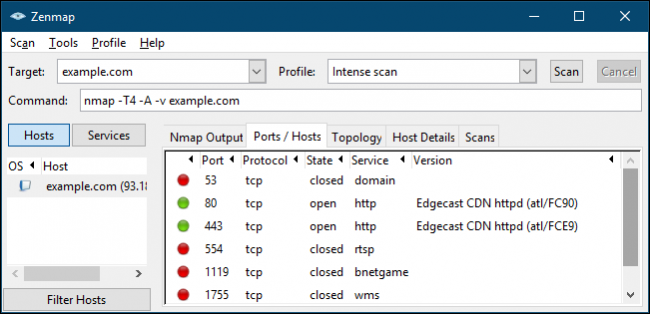 Zenmap
Scan Tools Profile Help
Target: example.com Profile: Intense scan Scan Cancel
Command: nmap -T4 -A -v example.com
Hosts Services
Nmap Output Ports / Hosts Topology Host Details Scans
OS Host
example.com (93.18
Port Protocol State Service Version
53 tcp closed domain
80 tcp open http Edgecast CDN httpd (atl/FC90)
443 tcp open http Edgecast CDN httpd (atl/FCE9)
554 tcp closed rtsp
1119 tcp closed bnetgame
1755 tcp closed wms
Filter Hosts